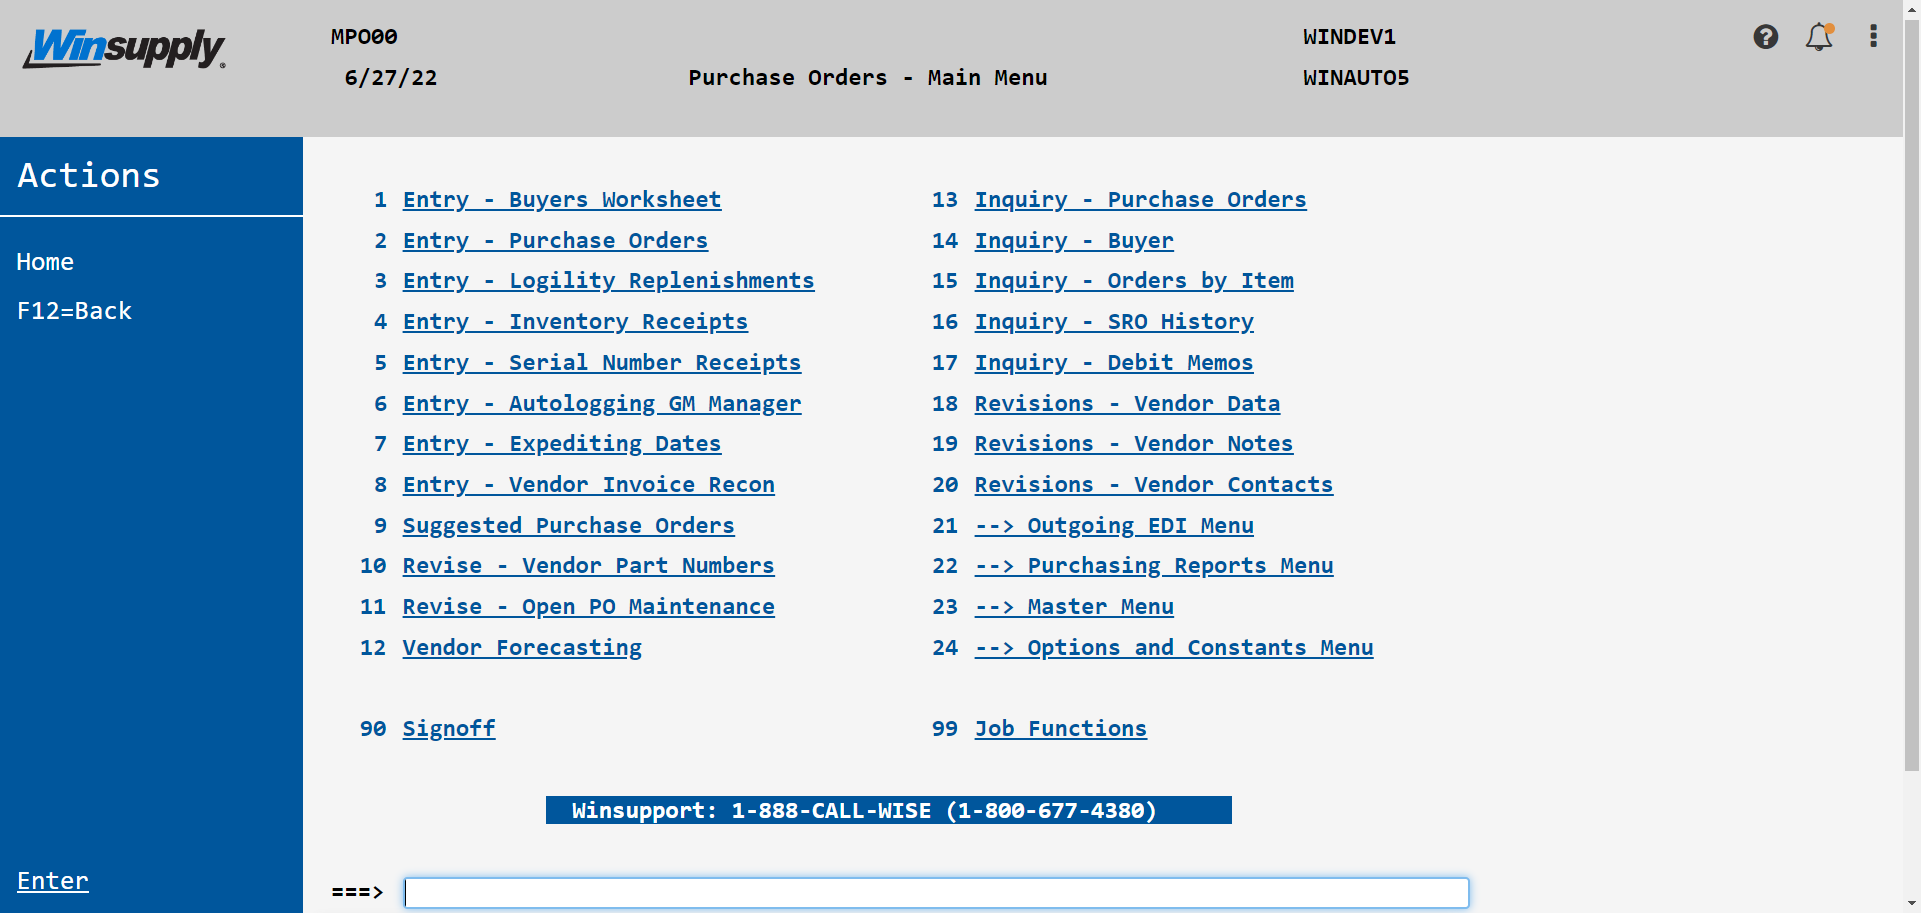 Winsupply®
MPO00 WINDEV1
6/27/22 Purchase Orders - Main Menu WINAUTO5
Actions
Home
F12=Back
Enter
1 Entry - Buyers Worksheet
2 Entry - Purchase Orders
3 Entry - Logility Replenishments
4 Entry - Inventory Receipts
5 Entry - Serial Number Receipts
6 Entry - Autologging GM Manager
7 Entry - Expediting Dates
8 Entry - Vendor Invoice Recon
9 Suggested Purchase Orders
10 Revise - Vendor Part Numbers
11 Revise - Open PO Maintenance
12 Vendor Forecasting
13 Inquiry - Purchase Orders
14 Inquiry - Buyer
15 Inquiry - Orders by Item
16 Inquiry - SRO History
17 Inquiry - Debit Memos
18 Revisions - Vendor Data
19 Revisions - Vendor Notes
20 Revisions - Vendor Contacts
21 --> Outgoing EDI Menu
22 --> Purchasing Reports Menu
23 --> Master Menu
24 --> Options and Constants Menu
90 Signoff
99 Job Functions
Winsupport: 1-888-CALL-WISE (1-800-677-4380)
===>